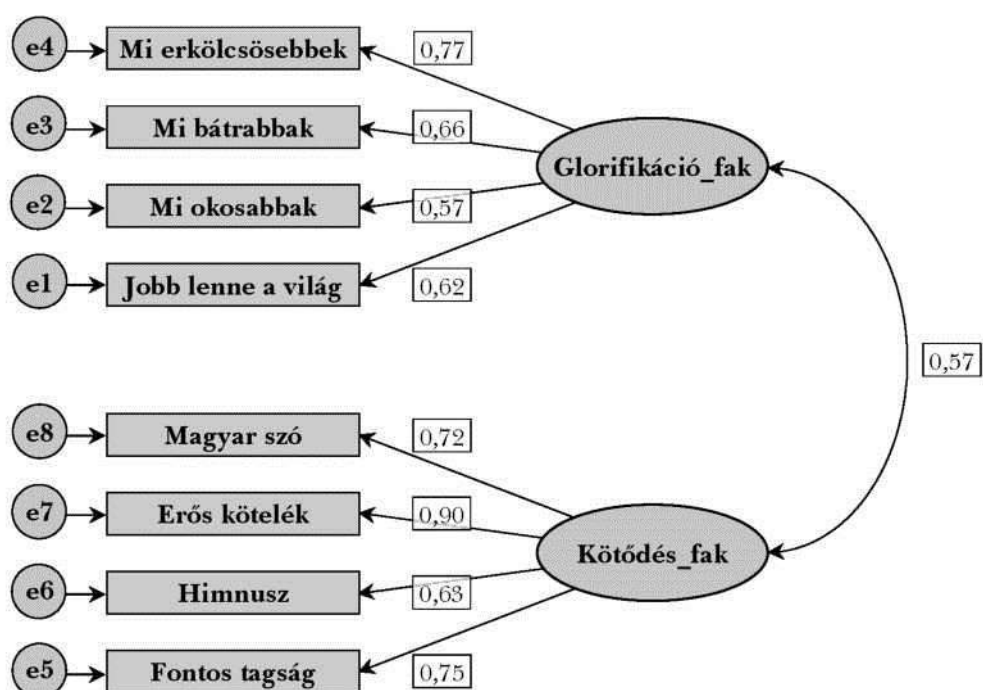 e4 Mi erkölcsösebbek 0,77
e3 Mi bátrabbak 0,66
Glorifikáció_fak
e2 Mi okosabbak 0,57
e1 Jobb lenne a világ 0,62
0,57
e8 Magyar szó 0,72
e7 Erős kötelék 0,90
Kötődés_fak
e6 Himnusz 0,63
e5 Fontos tagság 0,75